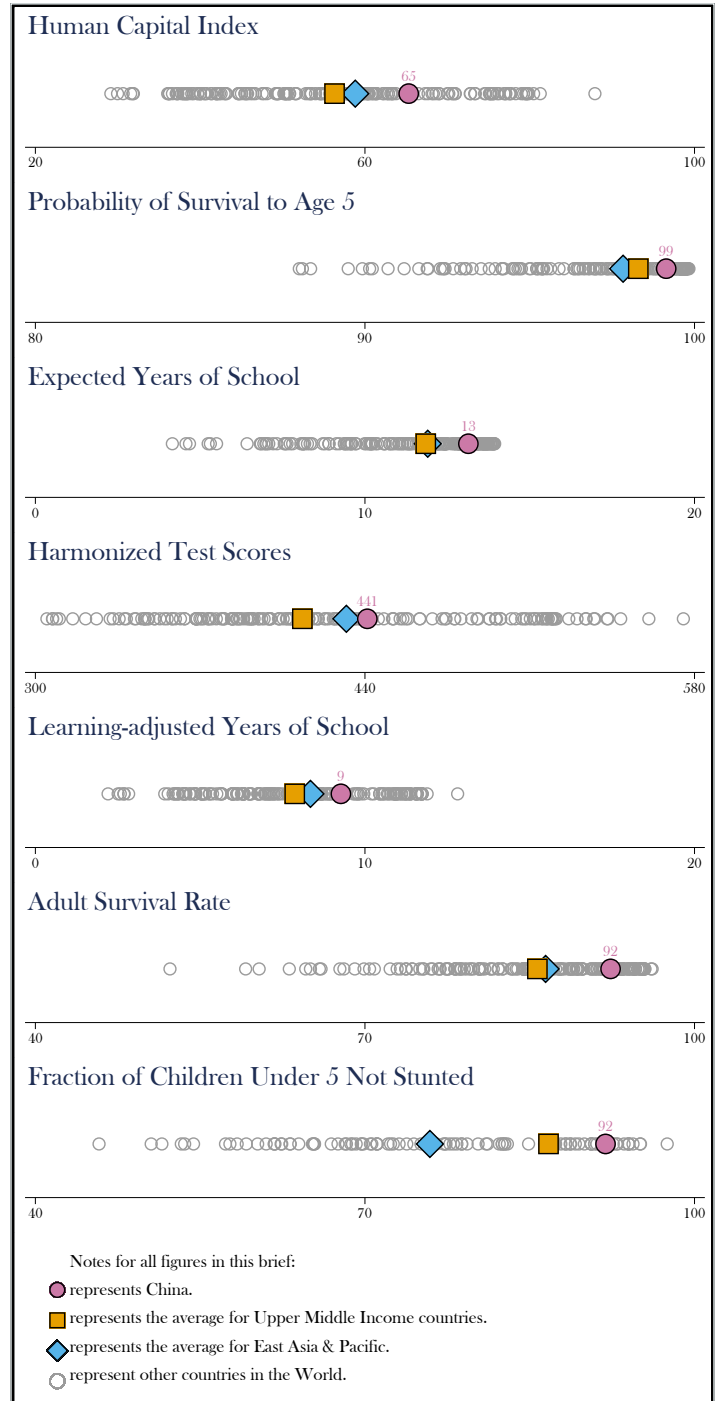 Human Capital Index
65
20 60 100
Probability of Survival to Age 5
99
80 90 100
Expected Years of School
13
0 10 20
Harmonized Test Scores
441
300 440 580
Learning-adjusted Years of School
9
0 10 20
Adult Survival Rate
92
40 70 100
Fraction of Children Under 5 Not Stunted
92
40 70 100
Notes for all figures in this brief:
represents China.
represents the average for Upper Middle Income countries.
represents the average for East Asia & Pacific.
represent other countries in the World.